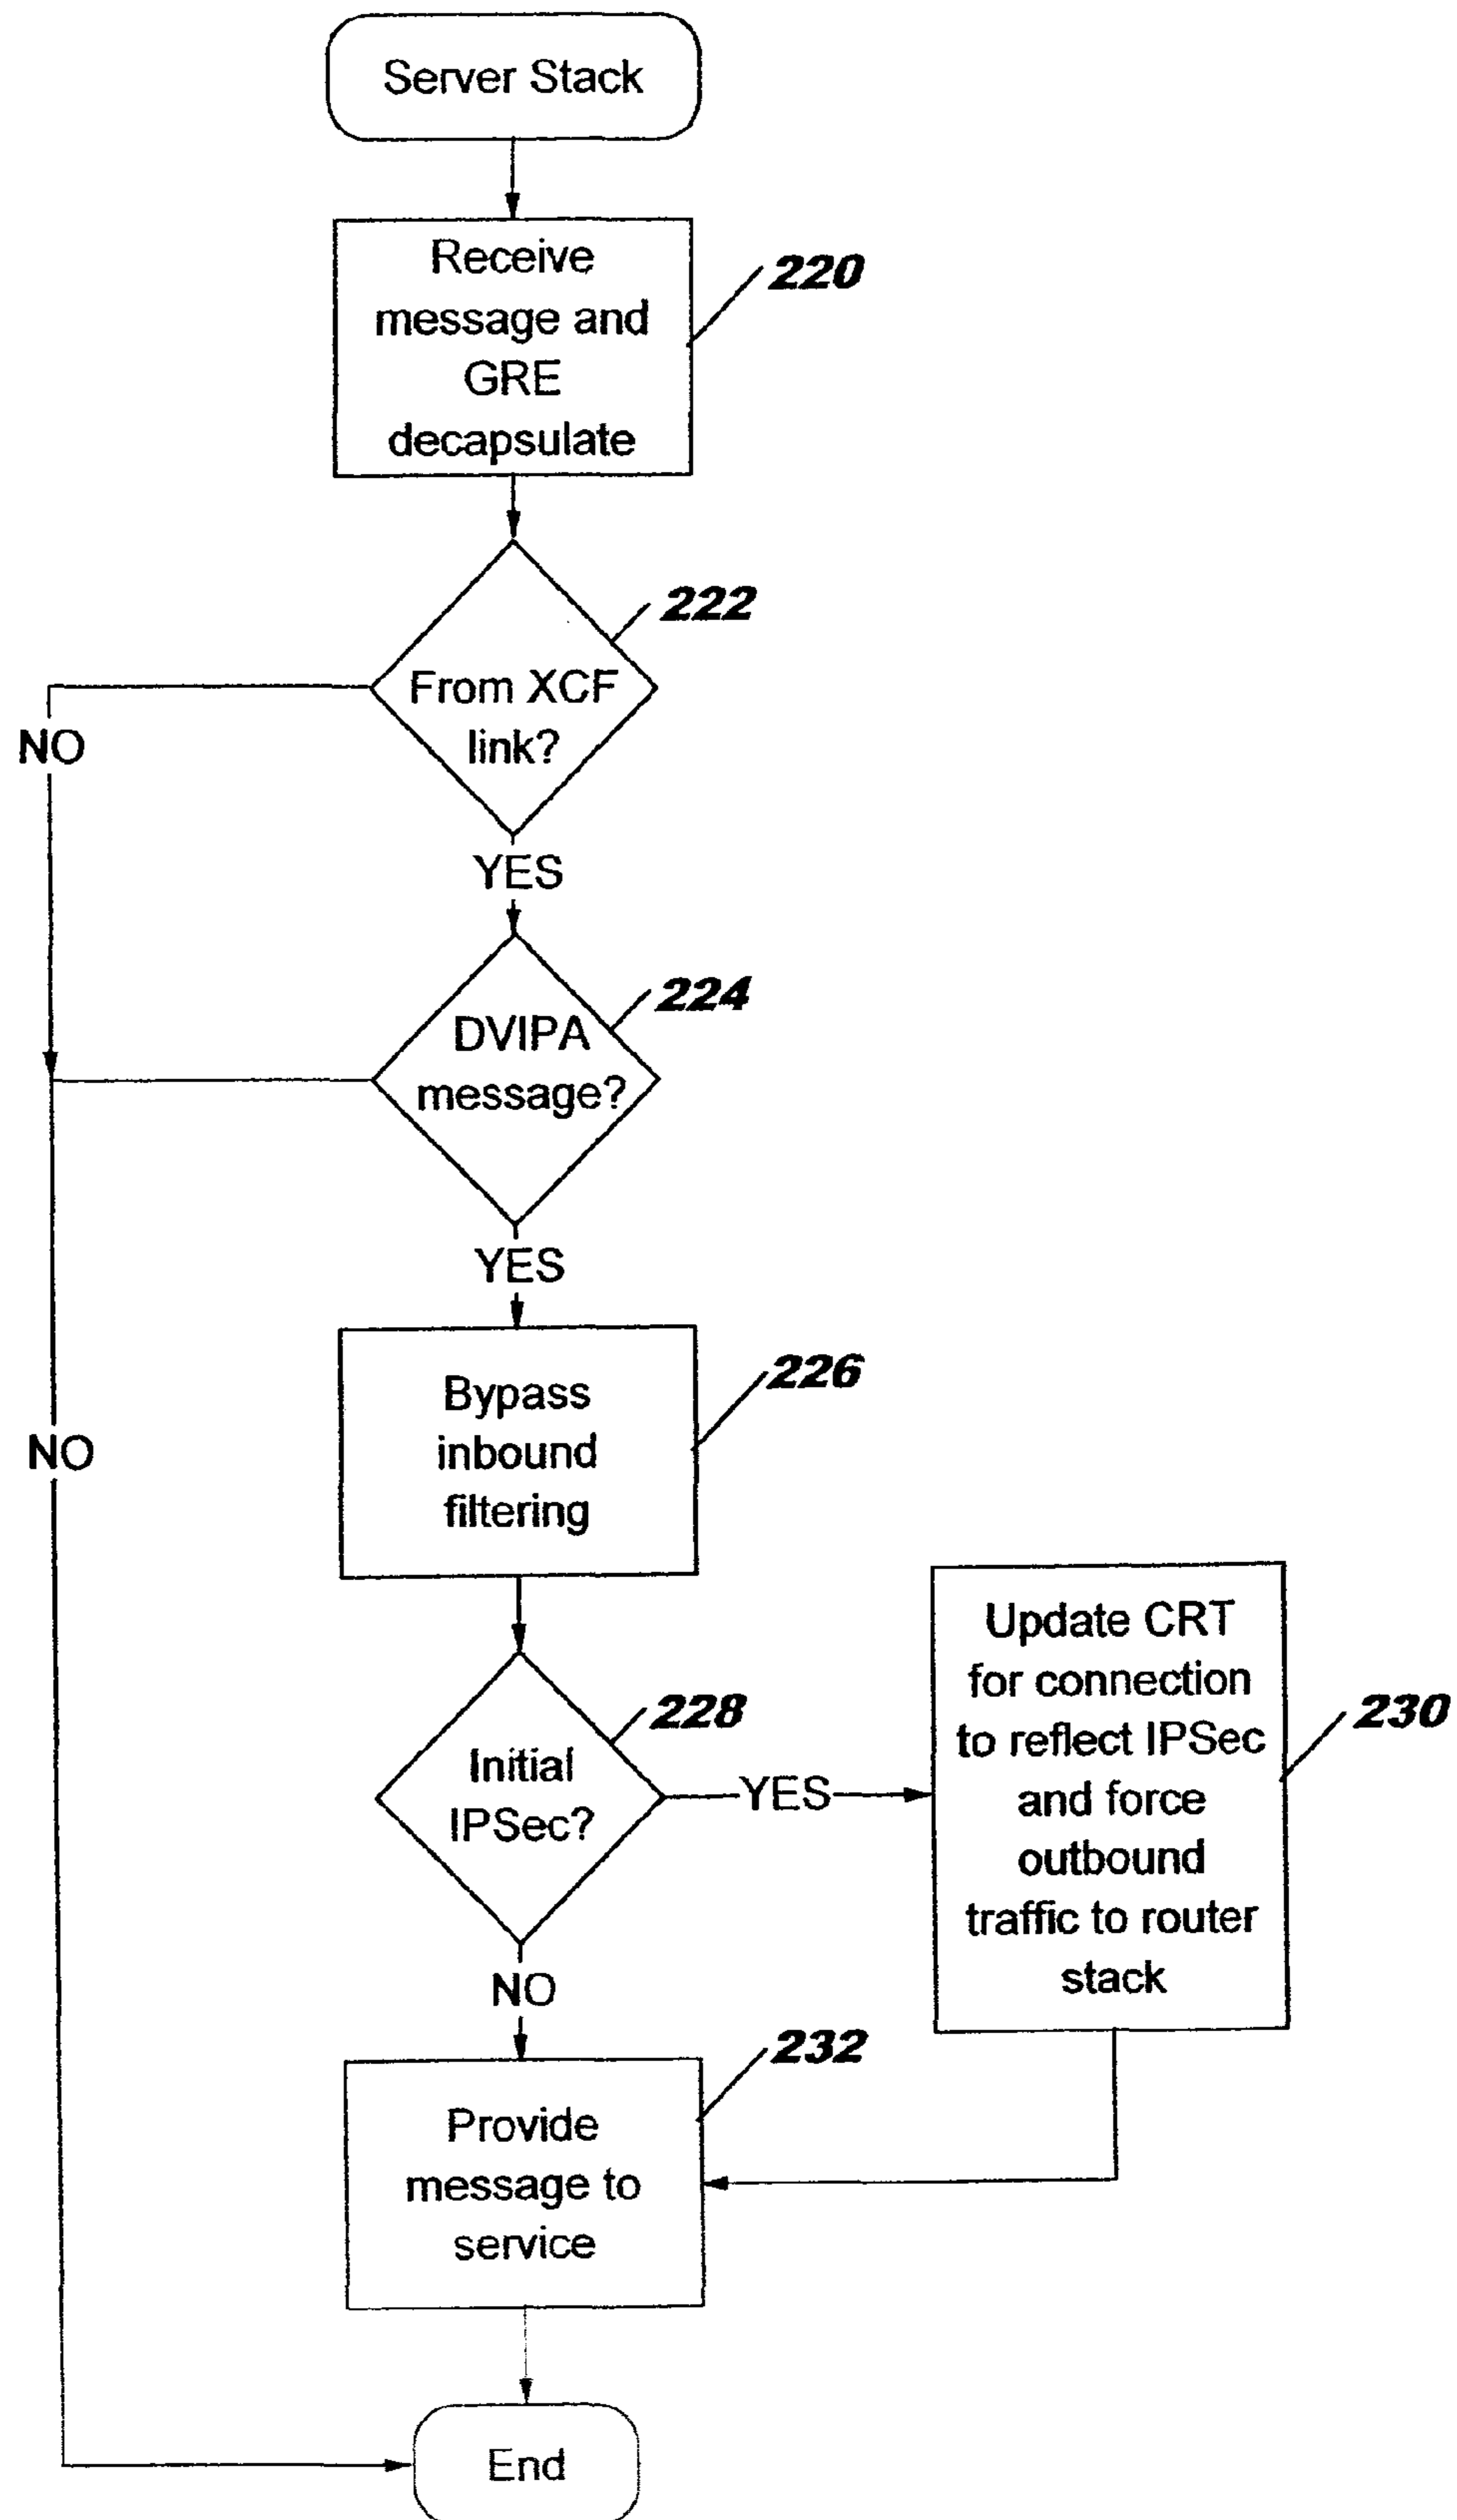 Server Stack
Receive
message and
GRE
decapsulate
220
222
From XCF
link?
NO
YES
224
DVIPA
message?
YES
226
Bypass
inbound
filtering
NO
228
Initial
IPSec?
YES
Update CRT
for connection
to reflect IPSec
and force
outbound
traffic to router
stack
230
NO
232
Provide
message to
service
End